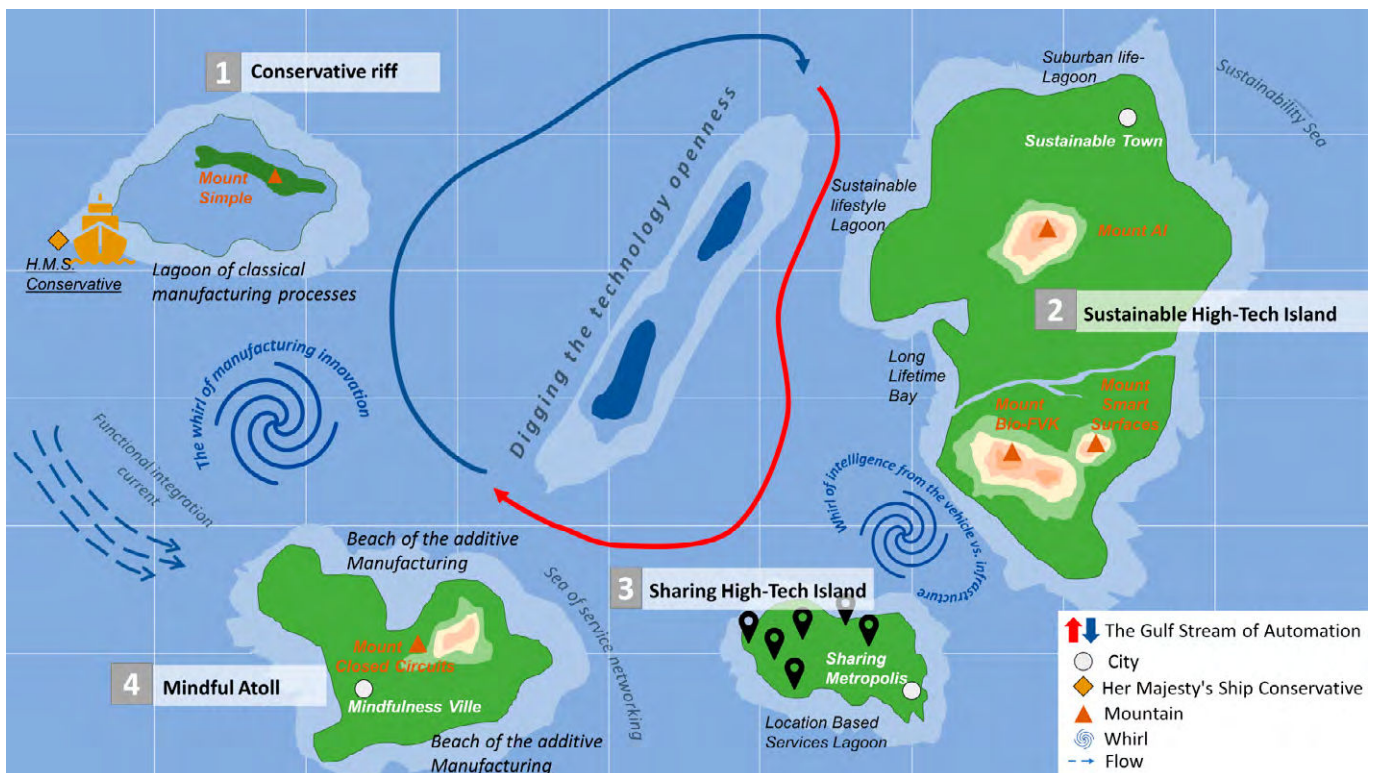 1 Conservative riff
Mount
Simple
H.M.S.
Conservative
Lagoon of classical
manufacturing processes
The whirl of manufacturing innovation
Functional integration
current
Digging the technology openness
Suburban life-
Lagoon
Sustainability
Sea
Sustainable Town
Sustainable
lifestyle
Lagoon
Mount AI
2 Sustainable High-Tech Island
Long
Lifetime
Bay
Mount
Bio-FVK
Mount
Smart
Surfaces
Whirl of intelligence from the vehicle vs. infrastructure
3 Sharing High-Tech Island
Sharing
Metropolis
Location Based
Services Lagoon
Sea of service networking
Beach of the additive
Manufacturing
Mount
Closed Circuits
4 Mindful Atoll
Mindfulness Ville
Beach of the additive
Manufacturing
The Gulf Stream of Automation
City
Her Majesty's Ship Conservative
Mountain
Whirl
Flow